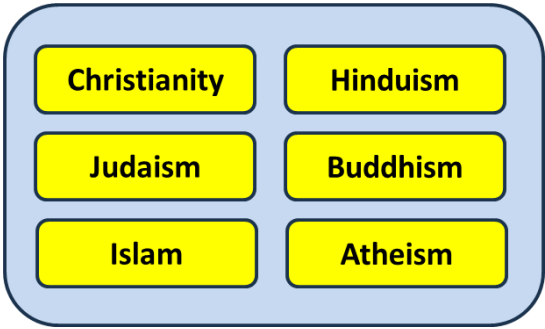 Christianity
Hinduism
Judaism
Buddhism
Islam
Atheism